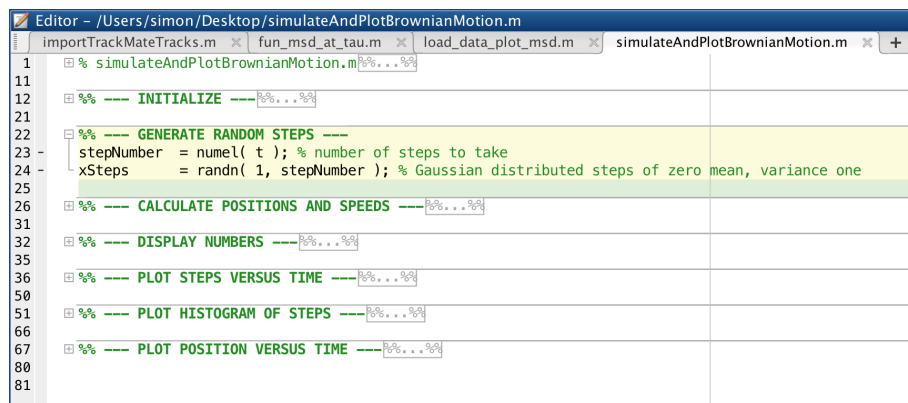 Editor – /Users/simon/Desktop/simulateAndPlotBrownianMotion.m
importTrackMateTracks.m × fun_msd_at_tau.m × load_data_plot_msd.m × simulateAndPlotBrownianMotion.m × +
1 % simulateAndPlotBrownianMotion.m%%...%%
11
12 %% --- INITIALIZE ---%%...%%
21
22 %% --- GENERATE RANDOM STEPS ---
23 - stepNumber = numel( t ); % number of steps to take
24 - xSteps = randn( 1, stepNumber ); % Gaussian distributed steps of zero mean, variance one
25
26 %% --- CALCULATE POSITIONS AND SPEEDS ---%%...%%
31
32 %% --- DISPLAY NUMBERS ---%%...%%
35
36 %% --- PLOT STEPS VERSUS TIME ---%%...%%
50
51 %% --- PLOT HISTOGRAM OF STEPS ---%%...%%
66
67 %% --- PLOT POSITION VERSUS TIME ---%%...%%
80
81